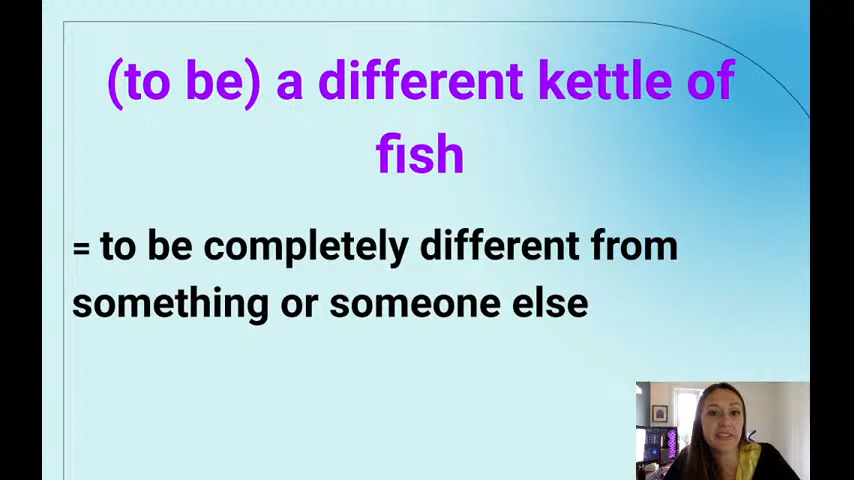 (to be) a different kettle of
fish
= to be completely different from
something or someone else